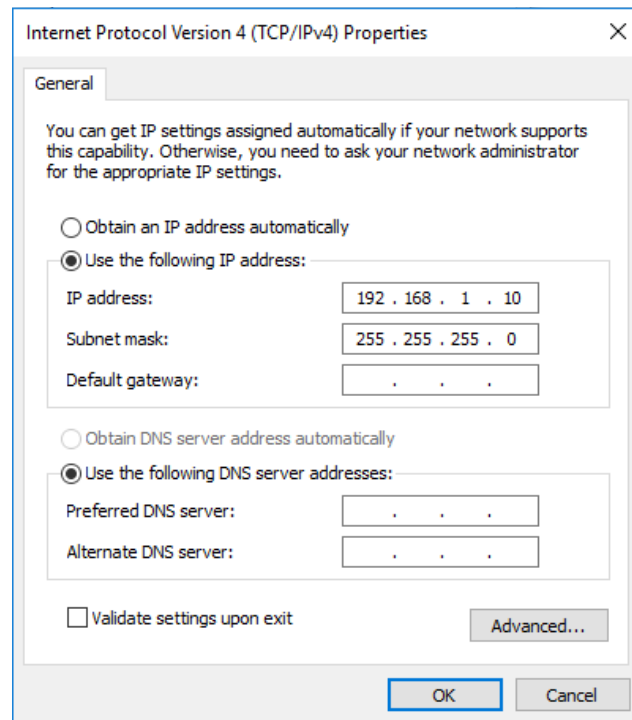 Internet Protocol Version 4 (TCP/IPv4) Properties
General
You can get IP settings assigned automatically if your network supports
this capability. Otherwise, you need to ask your network administrator
for the appropriate IP settings.
Obtain an IP address automatically
Use the following IP address:
IP address: 192 . 168 . 1 . 10
Subnet mask: 255 . 255 . 255 . 0
Default gateway: . . .
Obtain DNS server address automatically
Use the following DNS server addresses:
Preferred DNS server: . . .
Alternate DNS server: . . .
Validate settings upon exit
Advanced...
OK Cancel